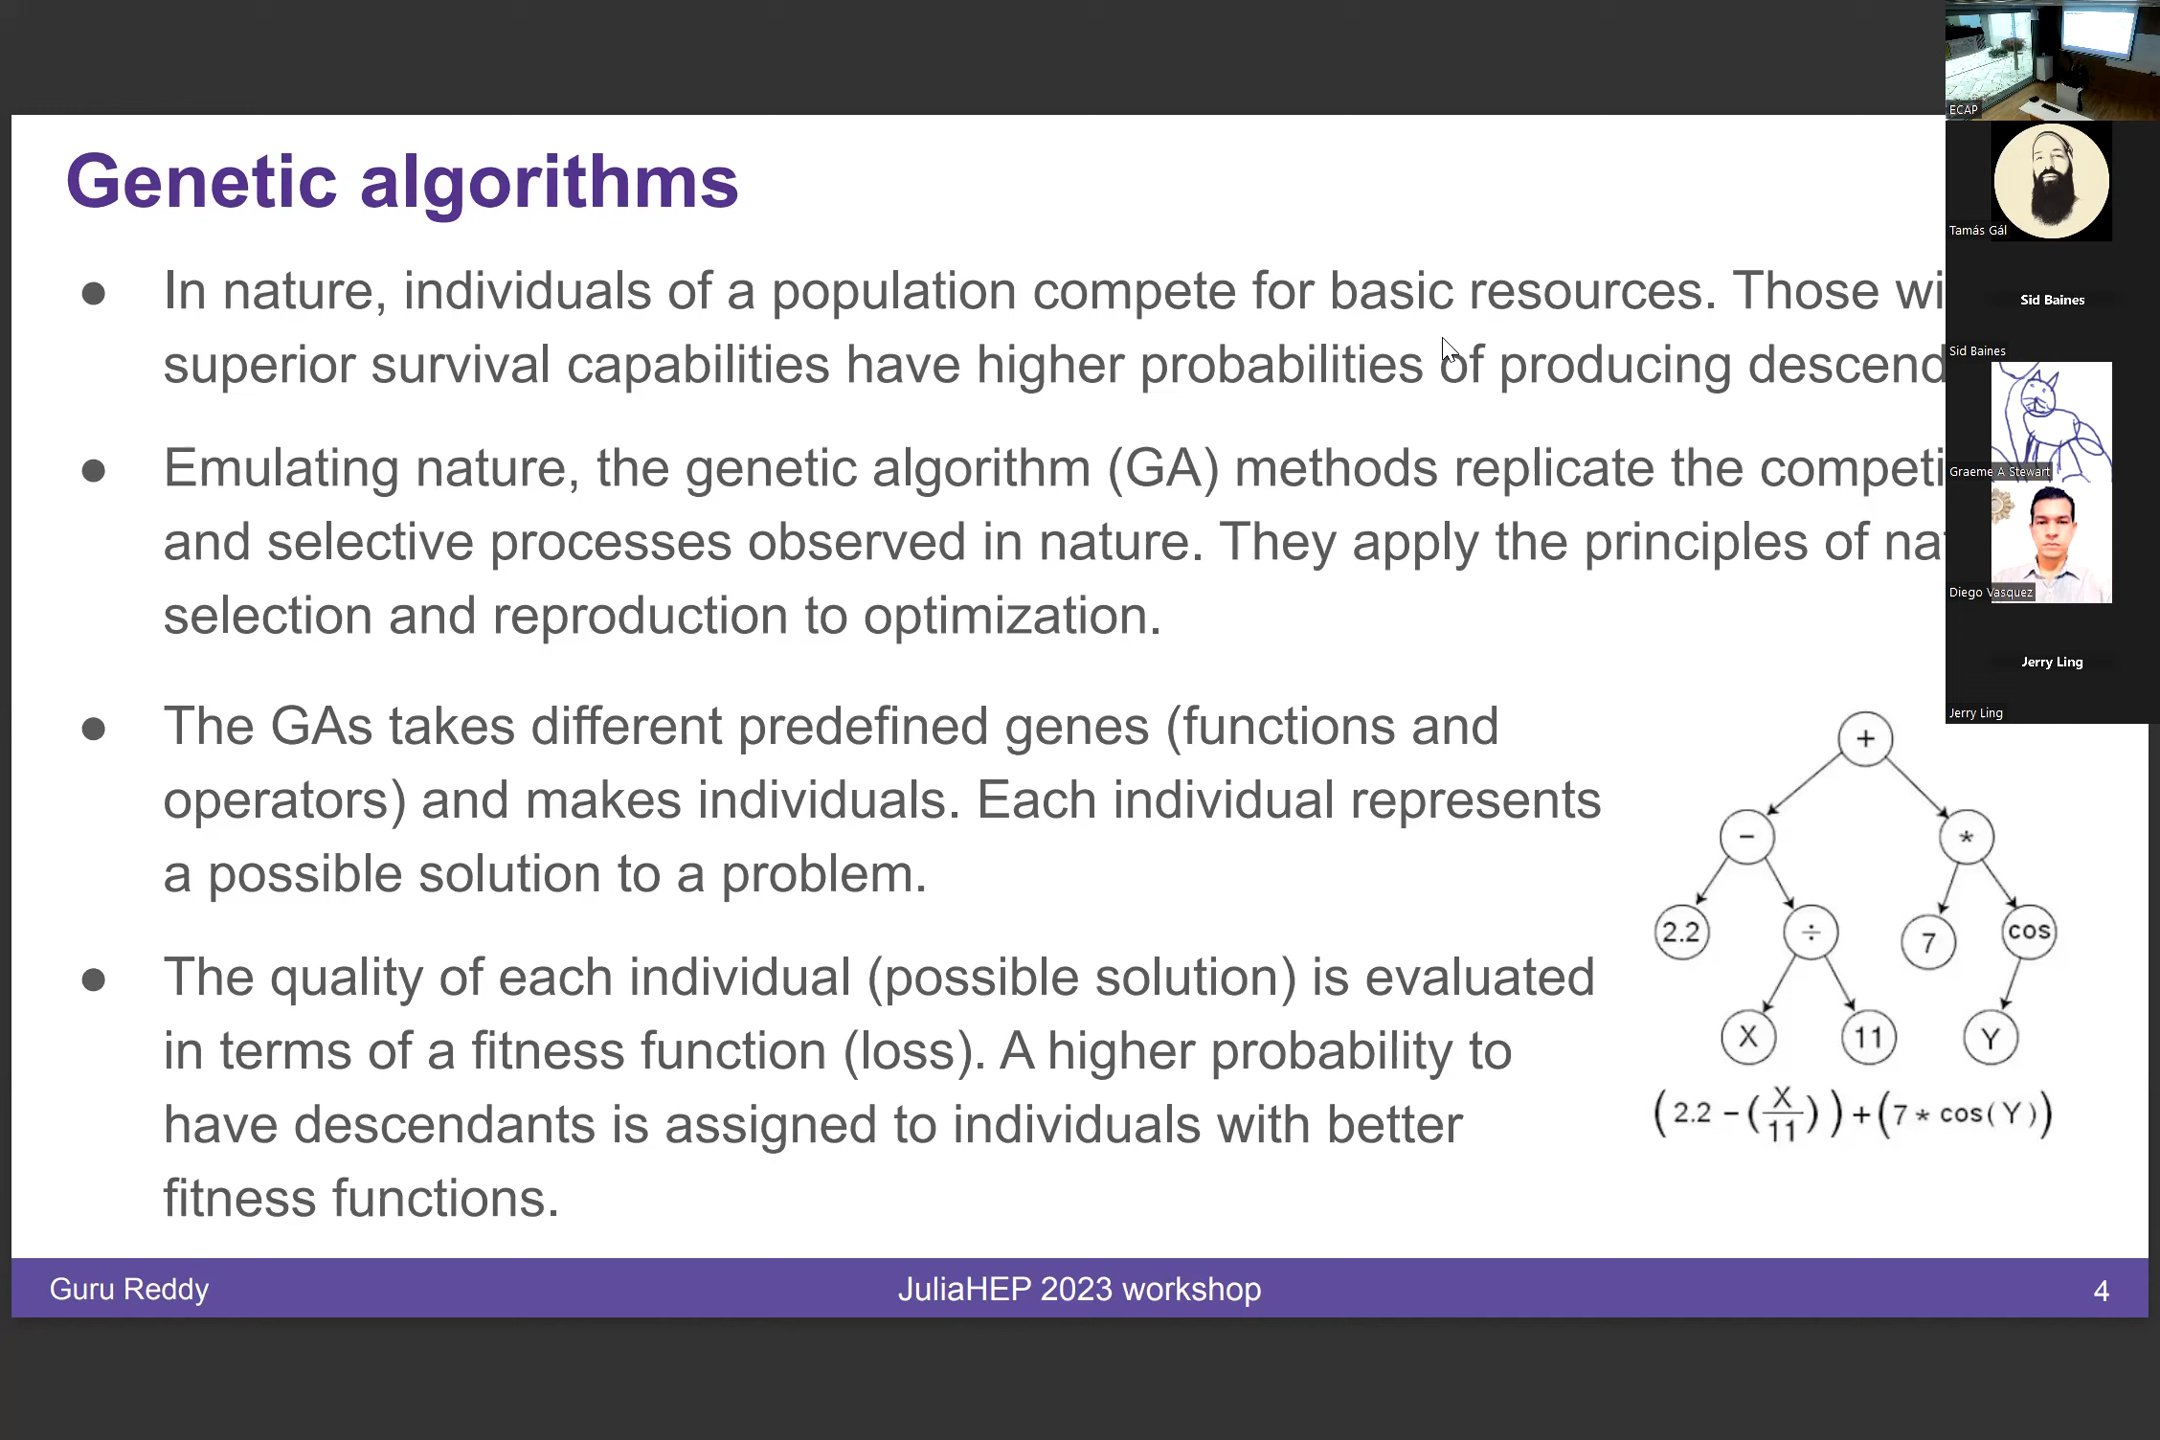 Genetic algorithms
● In nature, individuals of a population compete for basic resources. Those wi
superior survival capabilities have higher probabilities of producing descend
● Emulating nature, the genetic algorithm (GA) methods replicate the competi
and selective processes observed in nature. They apply the principles of nat
selection and reproduction to optimization.
● The GAs takes different predefined genes (functions and
operators) and makes individuals. Each individual represents
a possible solution to a problem.
● The quality of each individual (possible solution) is evaluated
in terms of a fitness function (loss). A higher probability to
have descendants is assigned to individuals with better
fitness functions.
+
− *
2.2 ÷ 7 cos
X 11 Y
(2.2 − (X/11)) + (7 * cos(Y))
Guru Reddy JuliaHEP 2023 workshop 4
ECAP
Tamás Gál
Sid Baines
Sid Baines
Graeme A Stewart
Diego Vasquez
Jerry Ling
Jerry Ling